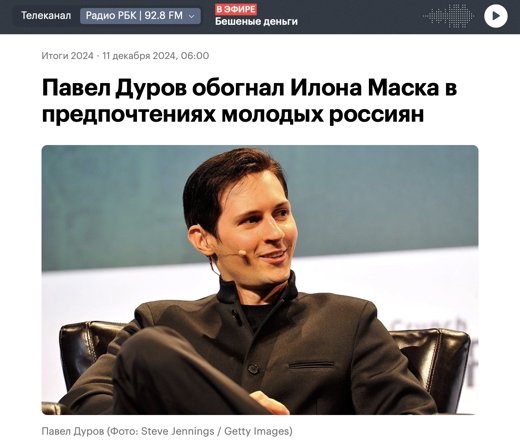 Телеканал
Радио РБК | 92.8 FM
В ЭФИРЕ
Бешеные деньги
Итоги 2024 · 11 декабря 2024, 06:00
Павел Дуров обогнал Илона Маска в
предпочтениях молодых россиян
Павел Дуров (Фото: Steve Jennings / Getty Images)